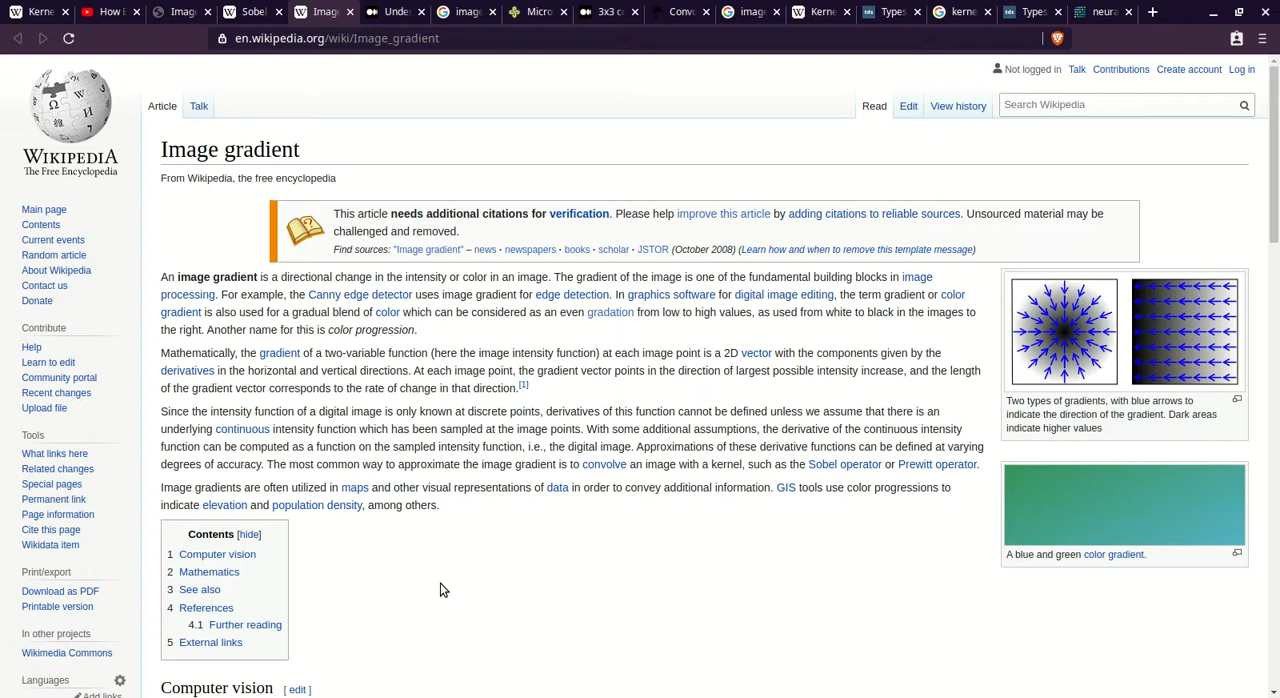 Kerne
How E
Image
Sobel
Image
Under
image
Micro
3x3 co
Convo
image
Kerne
Types
kerne
Types
neura
en.wikipedia.org/wiki/Image_gradient
Not logged in Talk Contributions Create account Log in
Article Talk
Read Edit View history
Search Wikipedia
WIKIPEDIA
The Free Encyclopedia
Main page
Contents
Current events
Random article
About Wikipedia
Contact us
Donate
Contribute
Help
Learn to edit
Community portal
Recent changes
Upload file
Tools
What links here
Related changes
Special pages
Permanent link
Page information
Cite this page
Wikidata item
Print/export
Download as PDF
Printable version
In other projects
Wikimedia Commons
Languages
Add links
Image gradient
From Wikipedia, the free encyclopedia
This article needs additional citations for verification. Please help improve this article by adding citations to reliable sources. Unsourced material may be
challenged and removed.
Find sources: "Image gradient" – news · newspapers · books · scholar · JSTOR (October 2008) (Learn how and when to remove this template message)
An image gradient is a directional change in the intensity or color in an image. The gradient of the image is one of the fundamental building blocks in image
processing. For example, the Canny edge detector uses image gradient for edge detection. In graphics software for digital image editing, the term gradient or color
gradient is also used for a gradual blend of color which can be considered as an even gradation from low to high values, as used from white to black in the images to
the right. Another name for this is color progression.
Mathematically, the gradient of a two-variable function (here the image intensity function) at each image point is a 2D vector with the components given by the
derivatives in the horizontal and vertical directions. At each image point, the gradient vector points in the direction of largest possible intensity increase, and the length
of the gradient vector corresponds to the rate of change in that direction.[1]
Since the intensity function of a digital image is only known at discrete points, derivatives of this function cannot be defined unless we assume that there is an
underlying continuous intensity function which has been sampled at the image points. With some additional assumptions, the derivative of the continuous intensity
function can be computed as a function on the sampled intensity function, i.e., the digital image. Approximations of these derivative functions can be defined at varying
degrees of accuracy. The most common way to approximate the image gradient is to convolve an image with a kernel, such as the Sobel operator or Prewitt operator.
Image gradients are often utilized in maps and other visual representations of data in order to convey additional information. GIS tools use color progressions to
indicate elevation and population density, among others.
Two types of gradients, with blue arrows to
indicate the direction of the gradient. Dark areas
indicate higher values
A blue and green color gradient.
Contents [hide]
1 Computer vision
2 Mathematics
3 See also
4 References
4.1 Further reading
5 External links
Computer vision [ edit ]